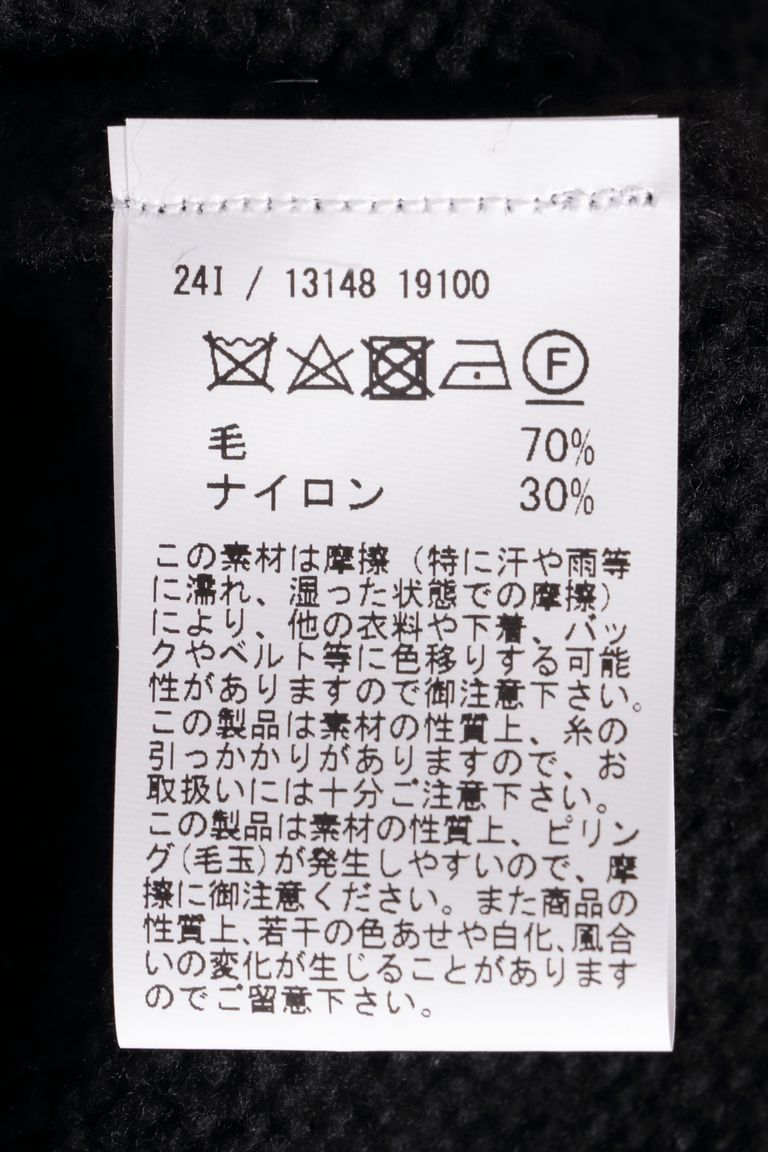 24I / 13148 19100
F
毛 70%
ナイロン 30%
この素材は摩擦（特に汗や雨等
に濡れ、湿った状態での摩擦）
により、他の衣料や下着、バッ
クやベルト等に色移りする可能
性がありますので御注意下さい。
この製品は素材の性質上、糸の
引っかかりがありますので、お
取扱いには十分ご注意下さい。
この製品は素材の性質上、ピリン
グ(毛玉)が発生しやすいので、摩
擦に御注意ください。また商品の
性質上、若干の色あせや白化、風合
いの変化が生じることがあります
のでご留意下さい。